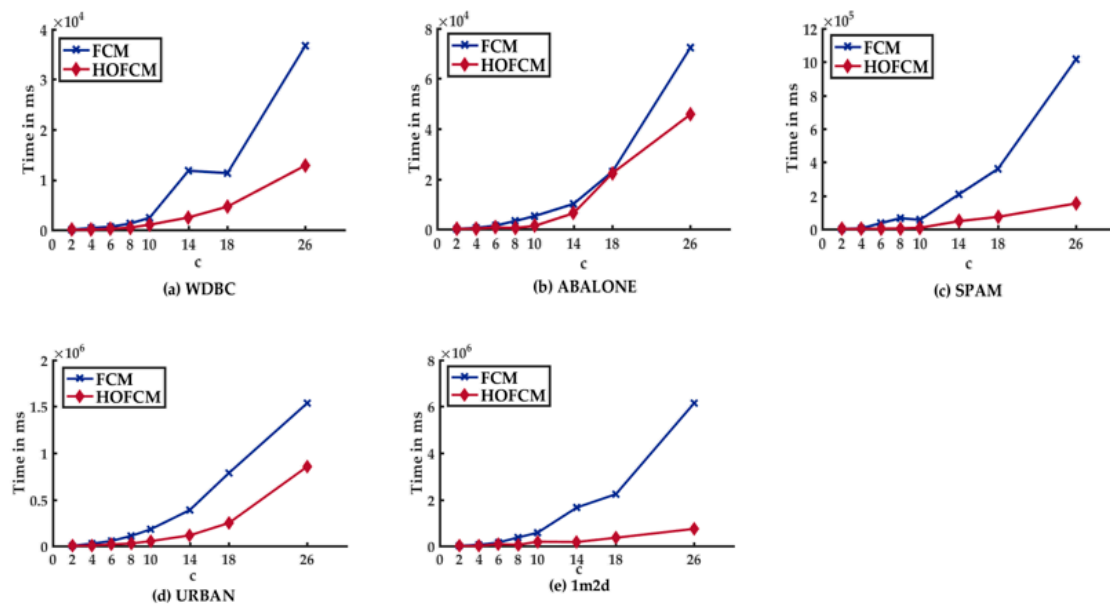 ×10⁴
4
3
2
1
0
Time in ms
FCM
HOFCM
0 2 4 6 8 10 14 18 26
c
(a) WDBC
×10⁴
8
6
4
2
0
Time in ms
FCM
HOFCM
0 2 4 6 8 10 14 18 26
c
(b) ABALONE
×10⁵
12
10
8
6
4
2
0
Time in ms
FCM
HOFCM
0 2 4 6 8 10 14 18 26
c
(c) SPAM
×10⁶
2
1.5
1
0.5
0
Time in ms
FCM
HOFCM
0 2 4 6 8 10 14 18 26
c
(d) URBAN
×10⁶
8
6
4
2
0
Time in ms
FCM
HOFCM
0 2 4 6 8 10 14 18 26
c
(e) 1m2d